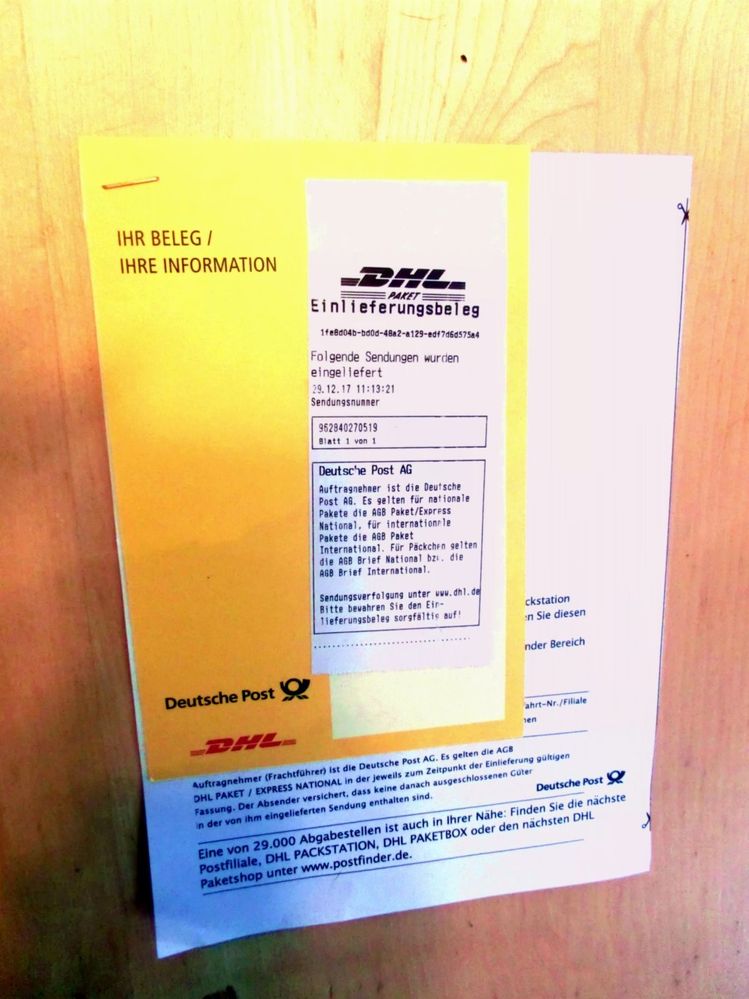 IHR BELEG /
IHRE INFORMATION
DHL
PAKET
Einlieferungsbeleg
1fe8d04b-bd0d-48a2-a129-edf7d6d575a4
Folgende Sendungen wurden
eingeliefert
29.12.17 11:13:21
Sendungsnummer
962840270519
Blatt 1 von 1
Deutsche Post AG
Auftragnehmer ist die Deutsche
Post AG. Es gelten für nationale
Pakete die AGB Paket/Express
National, für internationale
Pakete die AGB Paket
International. Für Päckchen gelten
die AGB Brief National bzw. die
AGB Brief International.
Sendungsverfolgung unter www.dhl.de
Bitte bewahren Sie den Ein-
lieferungsbeleg sorgfältig auf!
Deutsche Post
DHL
ckstation
n Sie diesen
nder Bereich
ahrt-Nr./Filiale
en
Auftragnehmer (Frachtführer) ist die Deutsche Post AG. Es gelten die AGB
DHL PAKET / EXPRESS NATIONAL in der jeweils zum Zeitpunkt der Einlieferung gültigen
Fassung. Der Absender versichert, dass keine danach ausgeschlossenen Güter
in der von ihm eingelieferten Sendung enthalten sind.
Deutsche Post
Eine von 29.000 Abgabestellen ist auch in Ihrer Nähe: Finden Sie die nächste
Postfiliale, DHL PACKSTATION, DHL PAKETBOX oder den nächsten DHL
Paketshop unter www.postfinder.de.